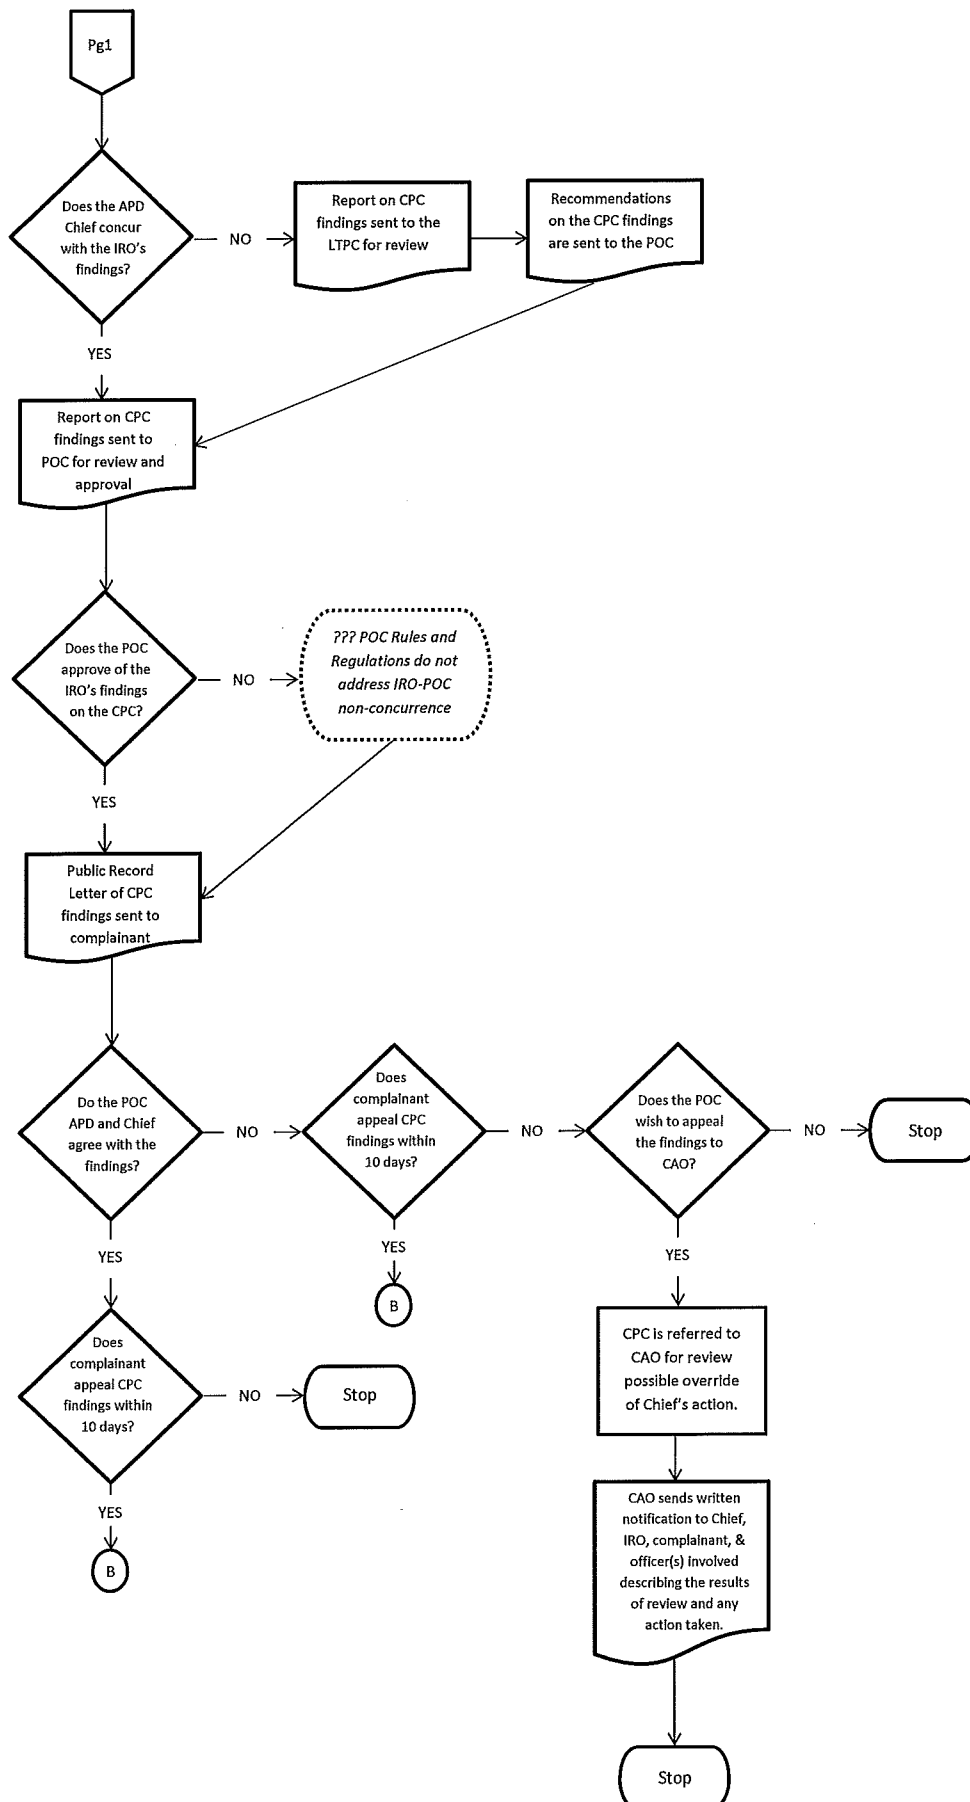 Pg1
Does the APD
Chief concur
with the IRO's
findings?
NO
Report on CPC
findings sent to the
LTPC for review
Recommendations
on the CPC findings
are sent to the POC
YES
Report on CPC
findings sent to
POC for review and
approval
Does the POC
approve of the
IRO's findings
on the CPC?
NO
??? POC Rules and
Regulations do not
address IRO-POC
non-concurrence
YES
Public Record
Letter of CPC
findings sent to
complainant
Do the POC
APD and Chief
agree with the
findings?
NO
Does
complainant
appeal CPC
findings within
10 days?
NO
Does the POC
wish to appeal
the findings to
CAO?
NO
Stop
YES
YES
B
YES
Does
complainant
appeal CPC
findings within
10 days?
NO
Stop
CPC is referred to
CAO for review
possible override
of Chief's action.
YES
B
CAO sends written
notification to Chief,
IRO, complainant, &
officer(s) involved
describing the results
of review and any
action taken.
Stop